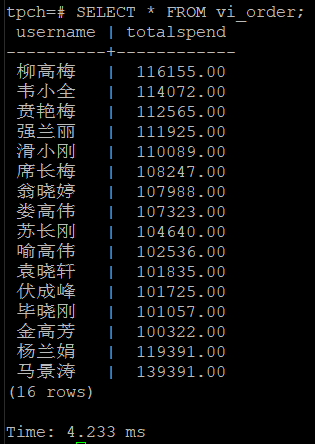 tpch=# SELECT * FROM vi_order;
username | totalspend
----------+------------
柳高梅 | 116155.00
韦小全 | 114072.00
贲艳梅 | 112565.00
强兰丽 | 111925.00
滑小刚 | 110089.00
席长梅 | 108247.00
翁晓婷 | 107988.00
娄高伟 | 107323.00
苏长刚 | 104640.00
喻高伟 | 102536.00
袁晓轩 | 101835.00
伏成峰 | 101725.00
毕晓刚 | 101057.00
金高芳 | 100322.00
杨兰娟 | 119391.00
马景涛 | 139391.00
(16 rows)
Time: 4.233 ms